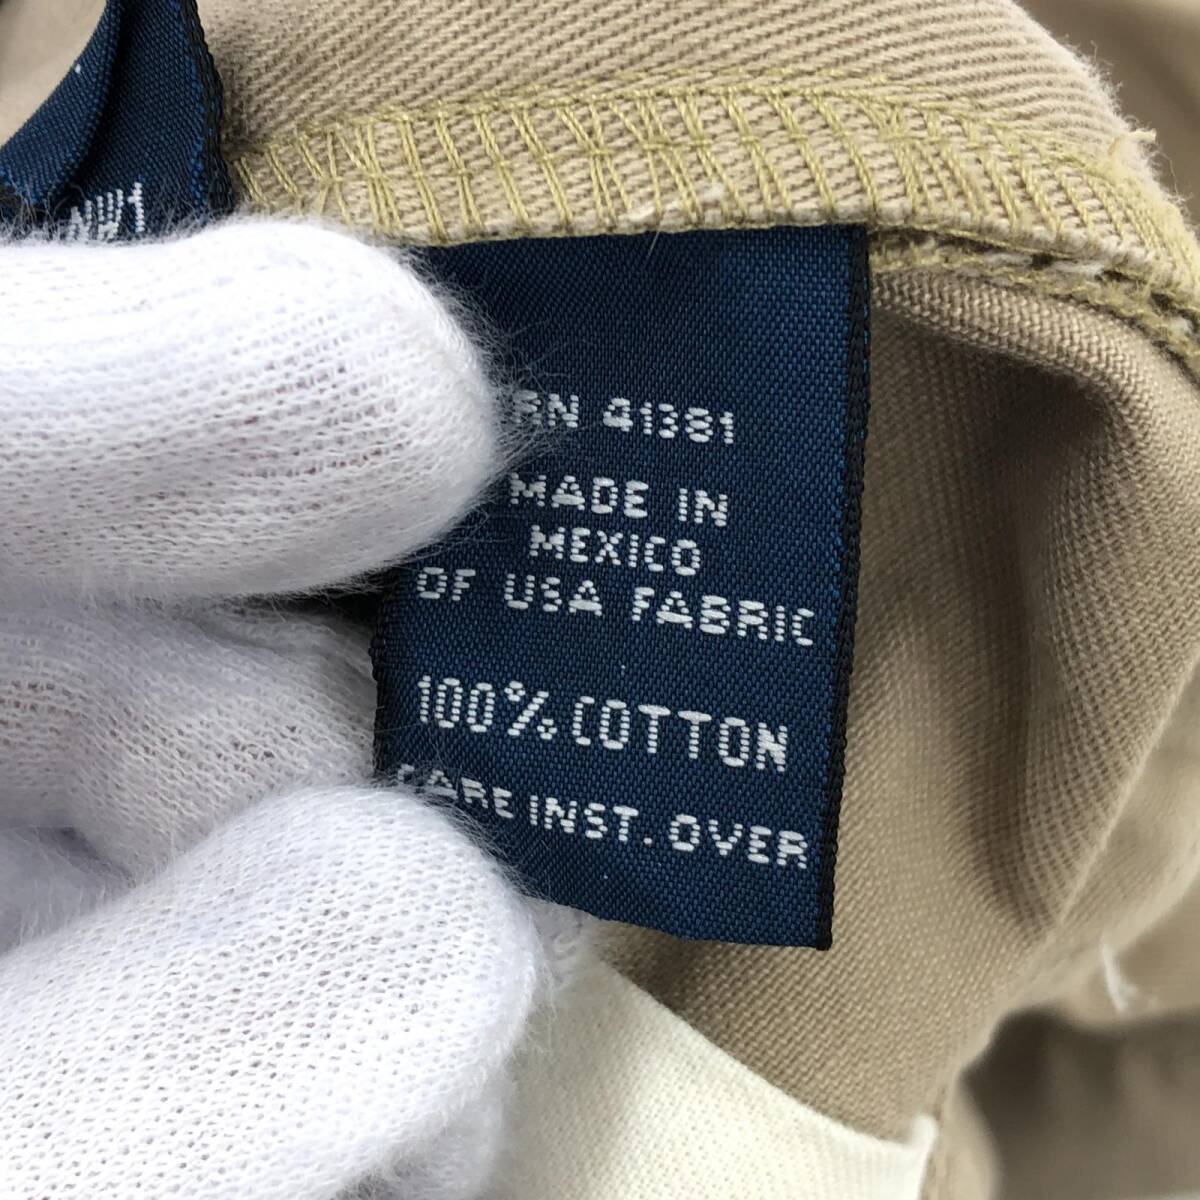 RN 41381
MADE IN
MEXICO
OF USA FABRIC
100% COTTON
CARE INST. OVER